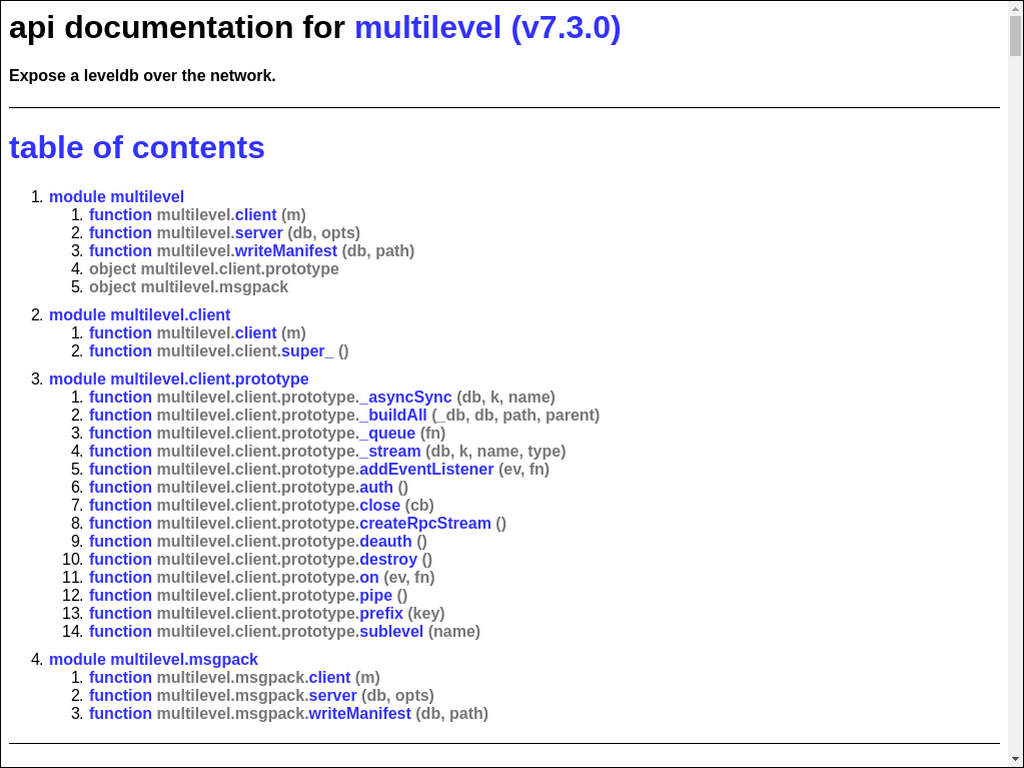 api documentation for multilevel (v7.3.0)
Expose a leveldb over the network.
table of contents
1. module multilevel
1. function multilevel.client (m)
2. function multilevel.server (db, opts)
3. function multilevel.writeManifest (db, path)
4. object multilevel.client.prototype
5. object multilevel.msgpack
2. module multilevel.client
1. function multilevel.client (m)
2. function multilevel.client.super_ ()
3. module multilevel.client.prototype
1. function multilevel.client.prototype._asyncSync (db, k, name)
2. function multilevel.client.prototype._buildAll (_db, db, path, parent)
3. function multilevel.client.prototype._queue (fn)
4. function multilevel.client.prototype._stream (db, k, name, type)
5. function multilevel.client.prototype.addEventListener (ev, fn)
6. function multilevel.client.prototype.auth ()
7. function multilevel.client.prototype.close (cb)
8. function multilevel.client.prototype.createRpcStream ()
9. function multilevel.client.prototype.deauth ()
10. function multilevel.client.prototype.destroy ()
11. function multilevel.client.prototype.on (ev, fn)
12. function multilevel.client.prototype.pipe ()
13. function multilevel.client.prototype.prefix (key)
14. function multilevel.client.prototype.sublevel (name)
4. module multilevel.msgpack
1. function multilevel.msgpack.client (m)
2. function multilevel.msgpack.server (db, opts)
3. function multilevel.msgpack.writeManifest (db, path)